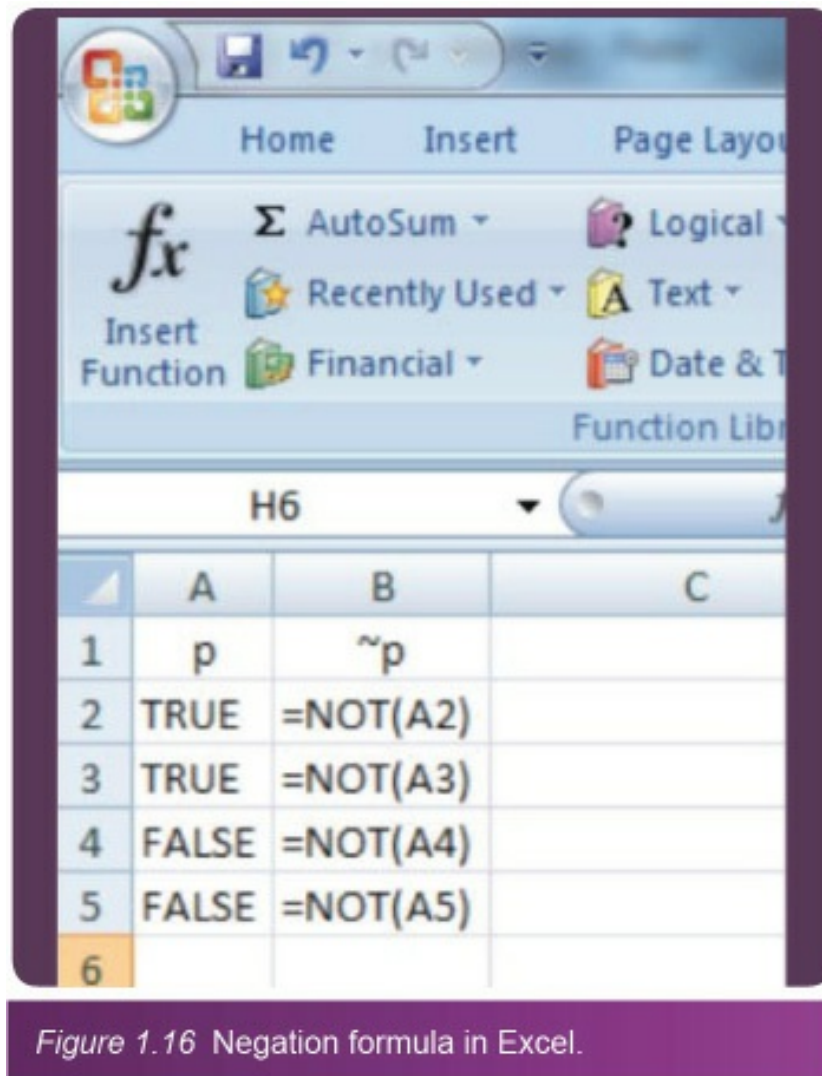 Home Insert Page Layou
fx Σ AutoSum Logical
Recently Used A Text
Insert
Function Financial Date & T
Function Libr
H6
A B C
1 p ~p
2 TRUE =NOT(A2)
3 TRUE =NOT(A3)
4 FALSE =NOT(A4)
5 FALSE =NOT(A5)
6
Figure 1.16 Negation formula in Excel.